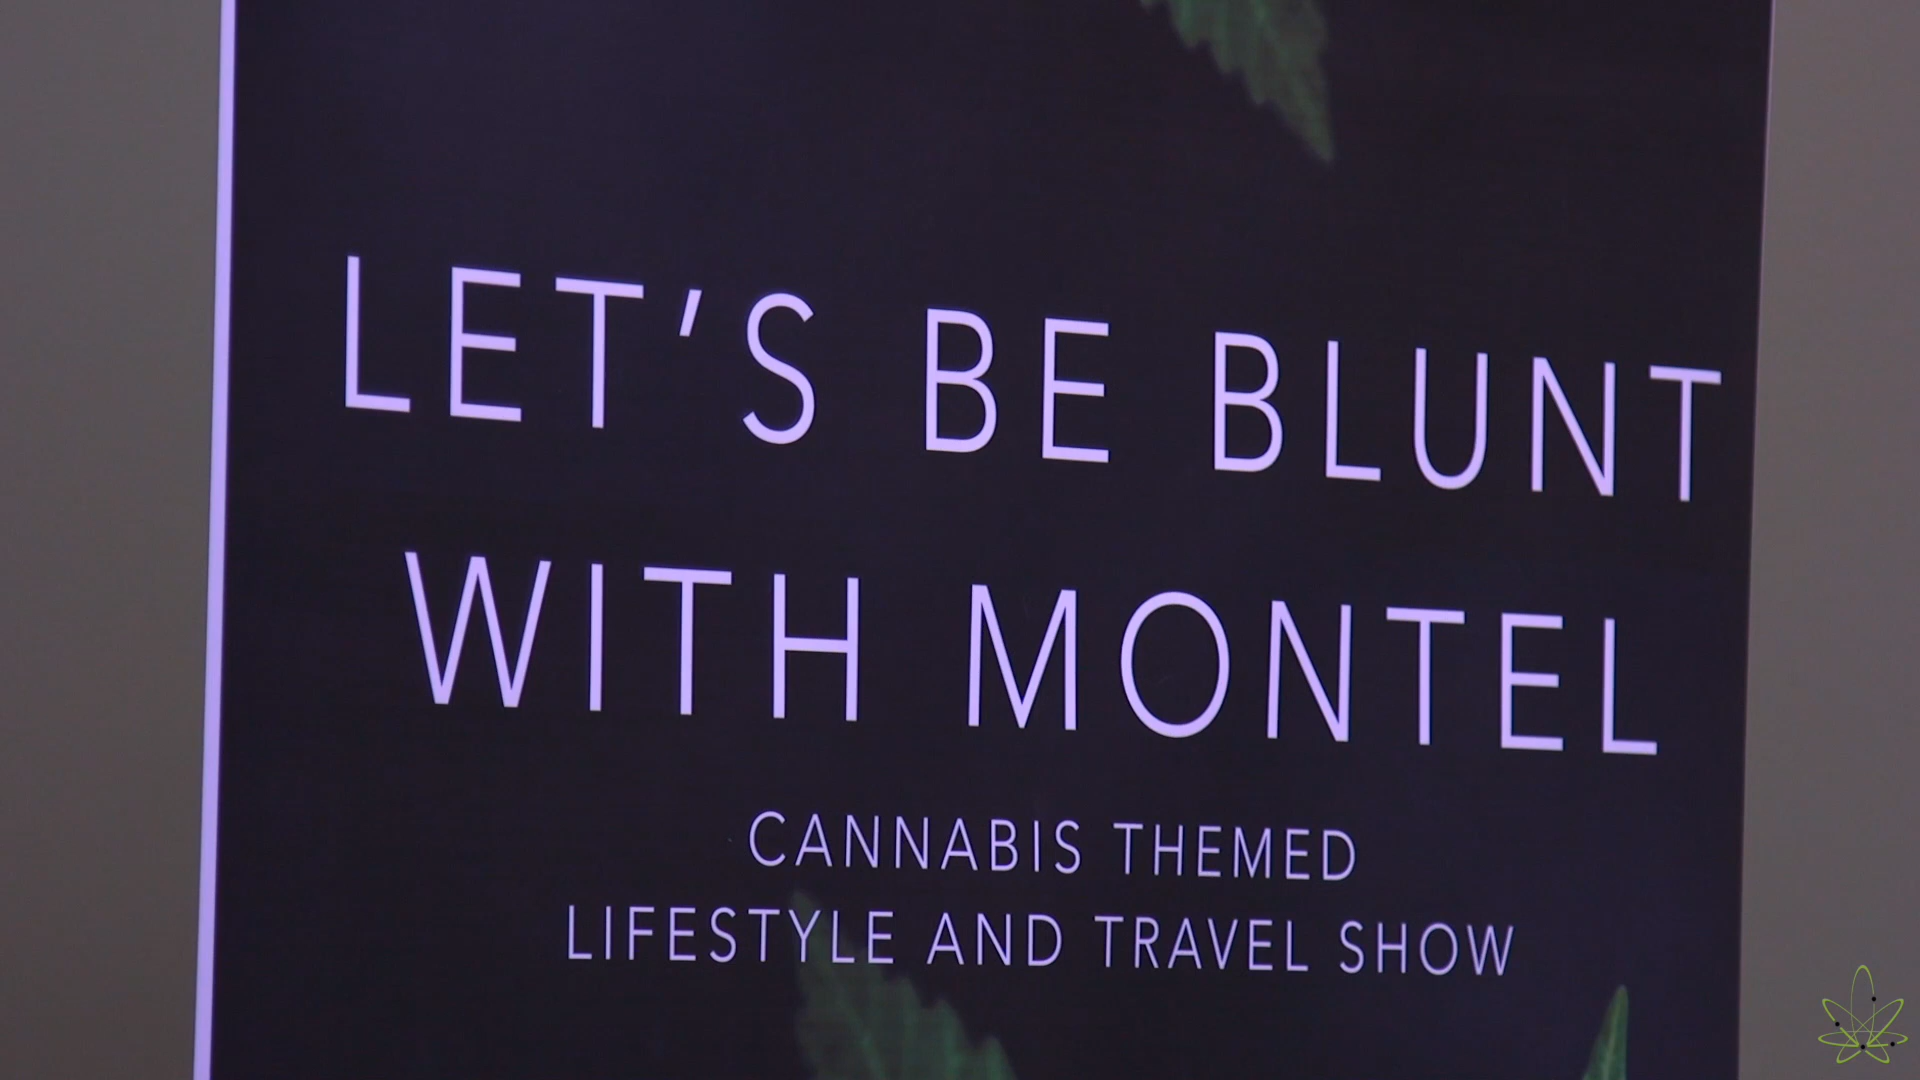 LET'S BE BLUNT
WITH MONTEL
CANNABIS THEMED
LIFESTYLE AND TRAVEL SHOW